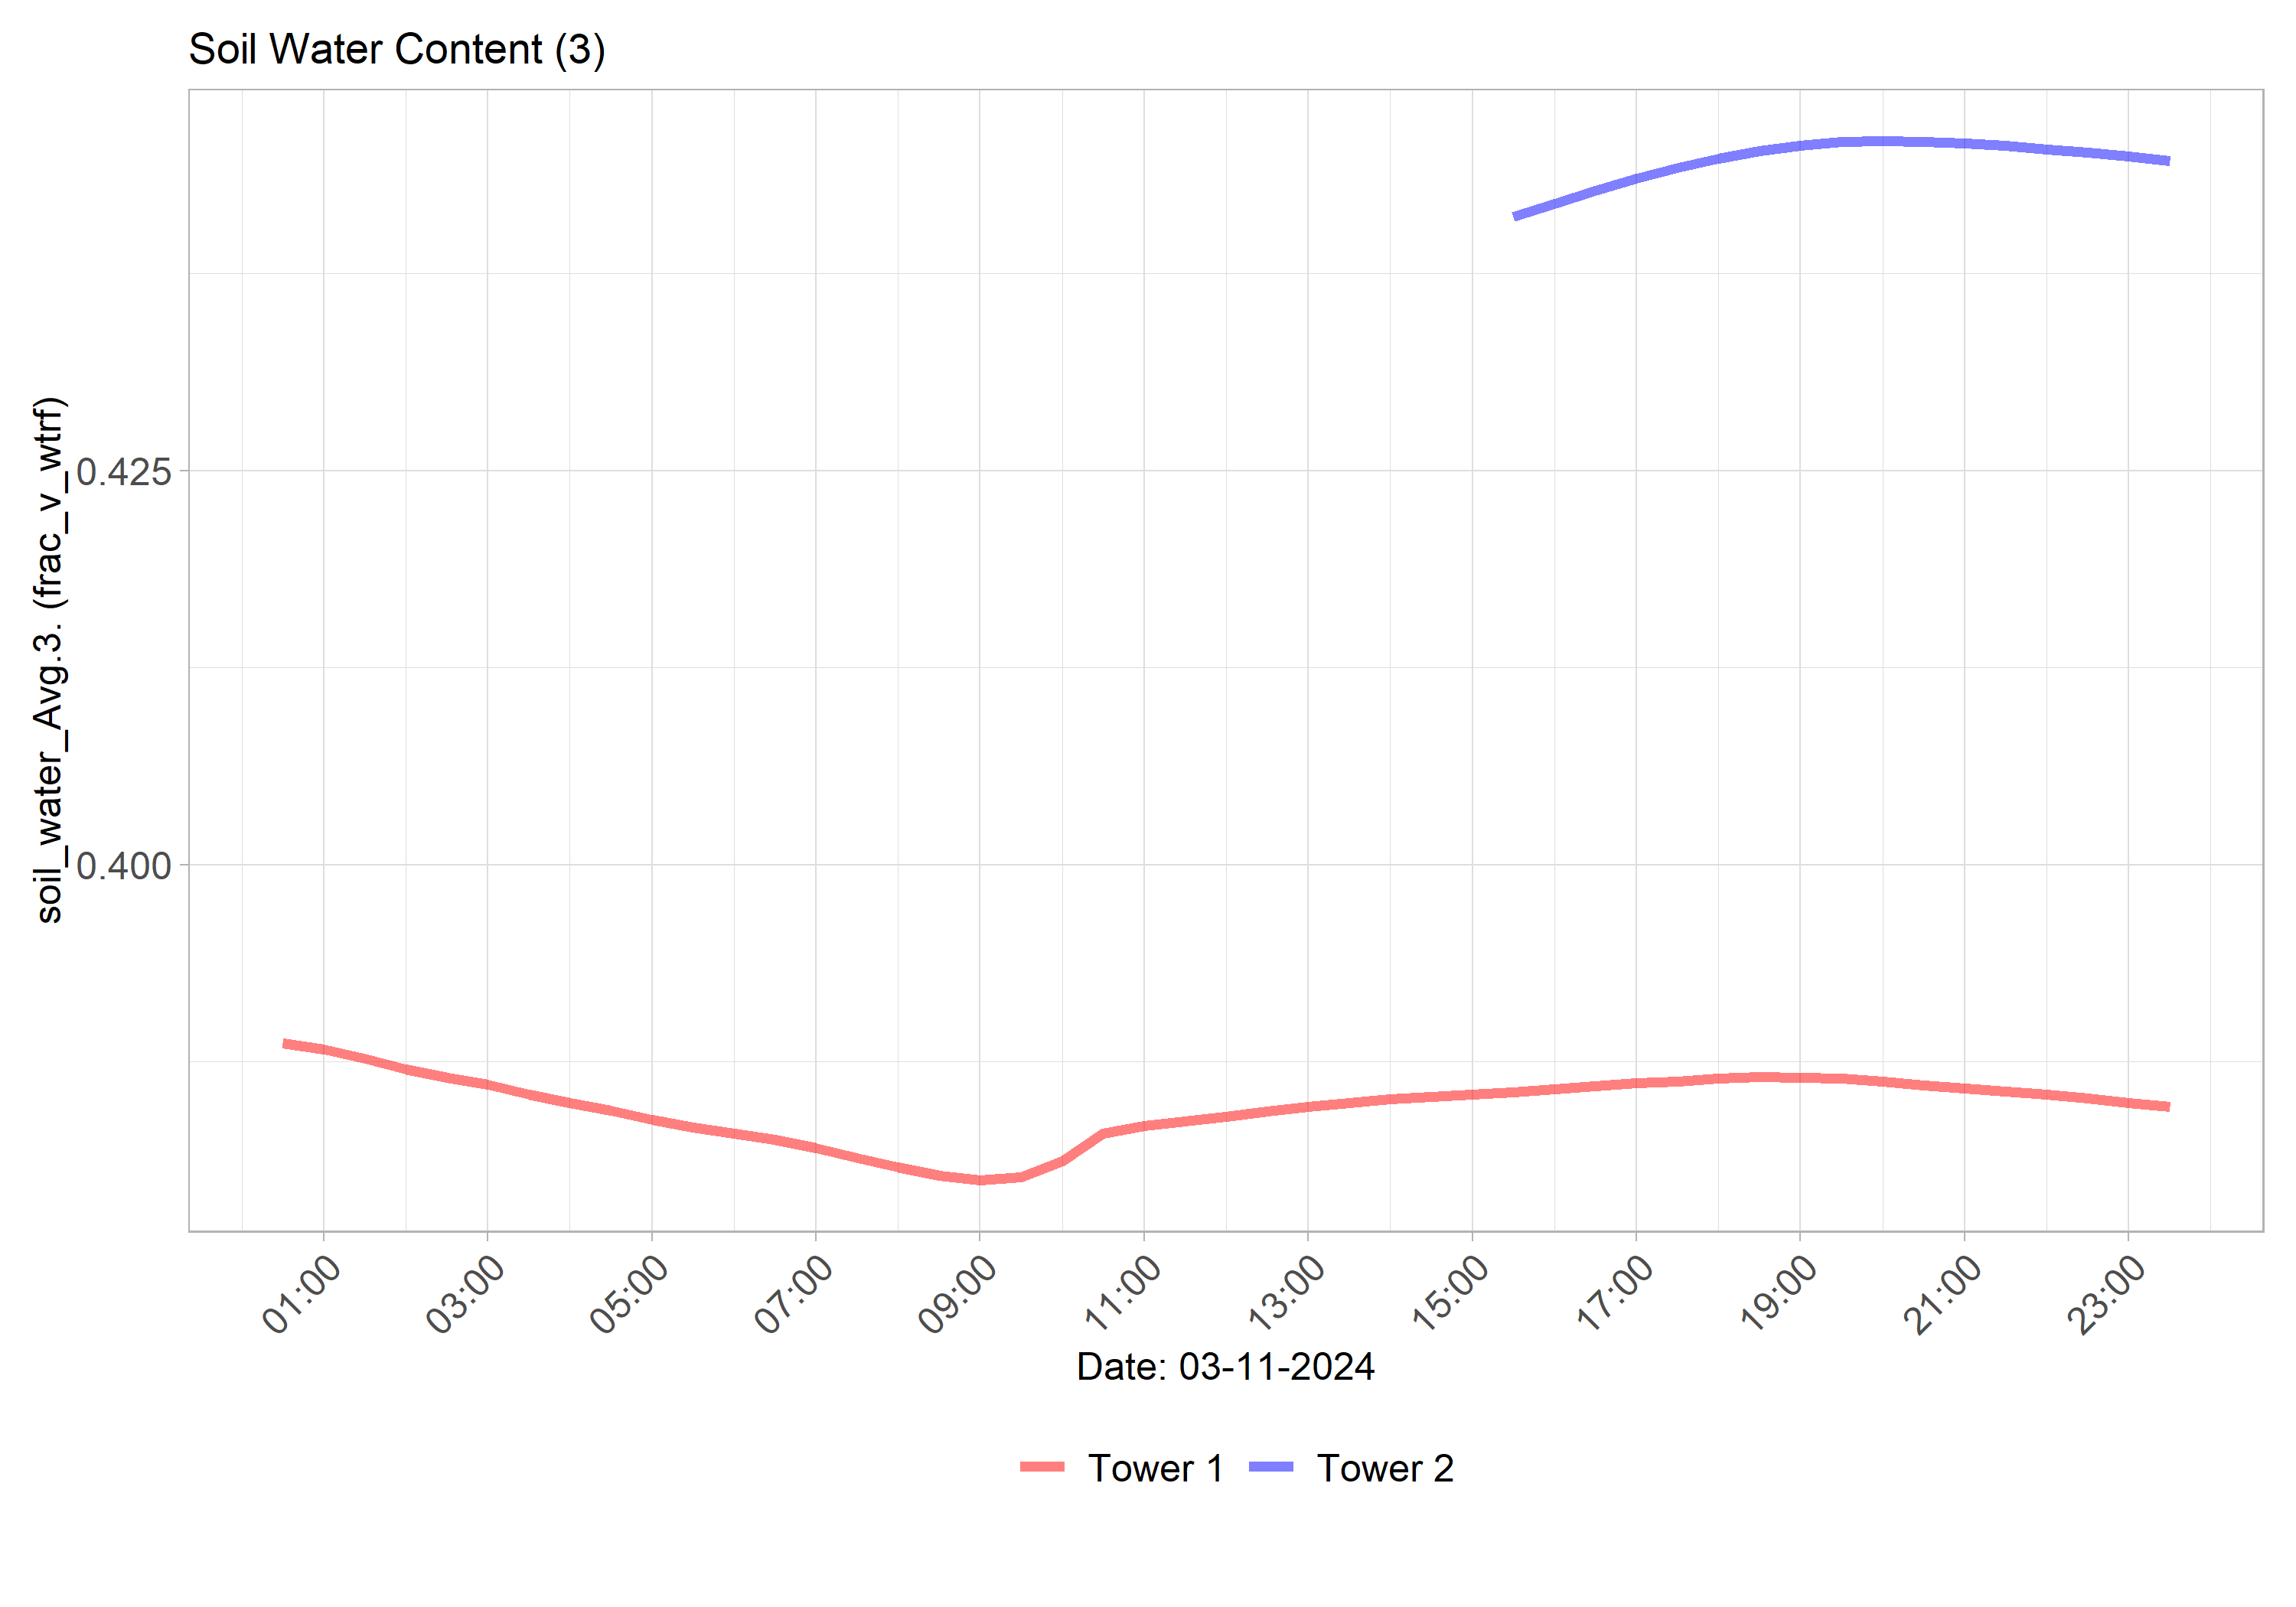 Soil Water Content (3)
soil_water_Avg.3. (frac_v_wtrf)
0.425
0.400
01:00 03:00 05:00 07:00 09:00 11:00 13:00 15:00 17:00 19:00 21:00 23:00
Date: 03-11-2024
Tower 1 Tower 2